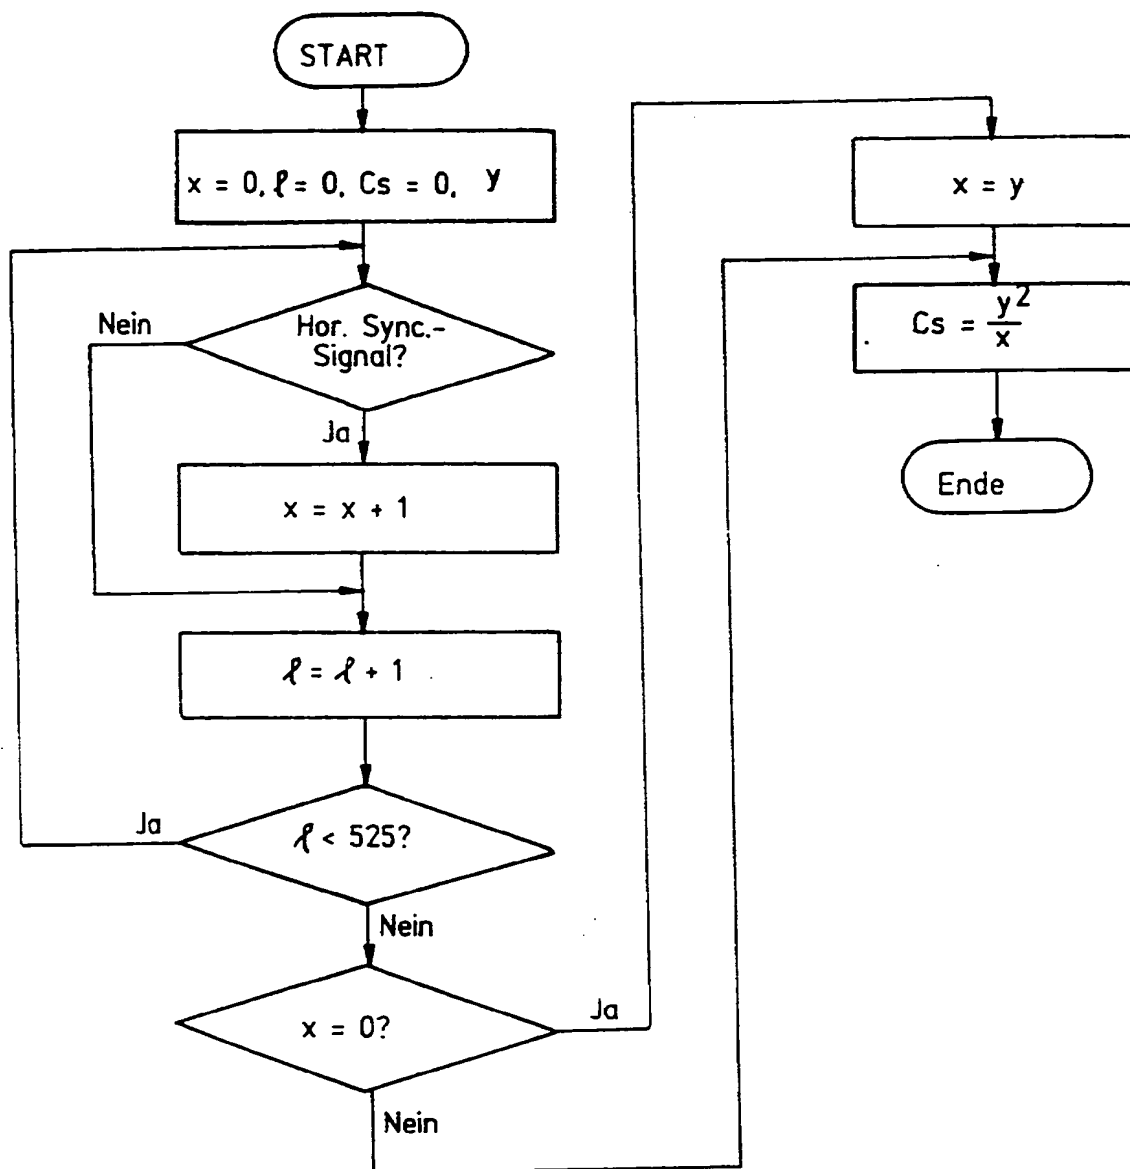 START
x = 0, ℓ = 0, Cs = 0, y
Hor. Sync.-
Signal?
Nein
Ja
x = x + 1
ℓ = ℓ + 1
ℓ < 525?
Ja
Nein
x = 0?
Ja
Nein
x = y
Cs = y²/x
Ende